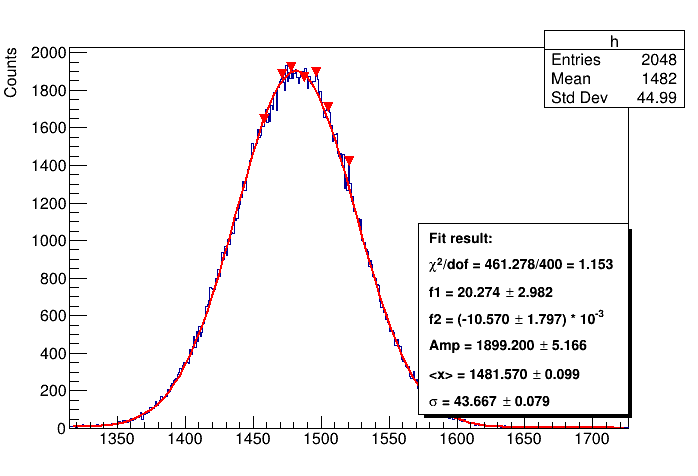 h
Entries 2048
Mean 1482
Std Dev 44.99
Counts
2000
1800
1600
1400
1200
1000
800
600
400
200
0
Fit result:
χ²/dof = 461.278/400 = 1.153
f1 = 20.274 ± 2.982
f2 = (-10.570 ± 1.797) * 10⁻³
Amp = 1899.200 ± 5.166
<x> = 1481.570 ± 0.099
σ = 43.667 ± 0.079
1350 1400 1450 1500 1550 1600 1650 1700